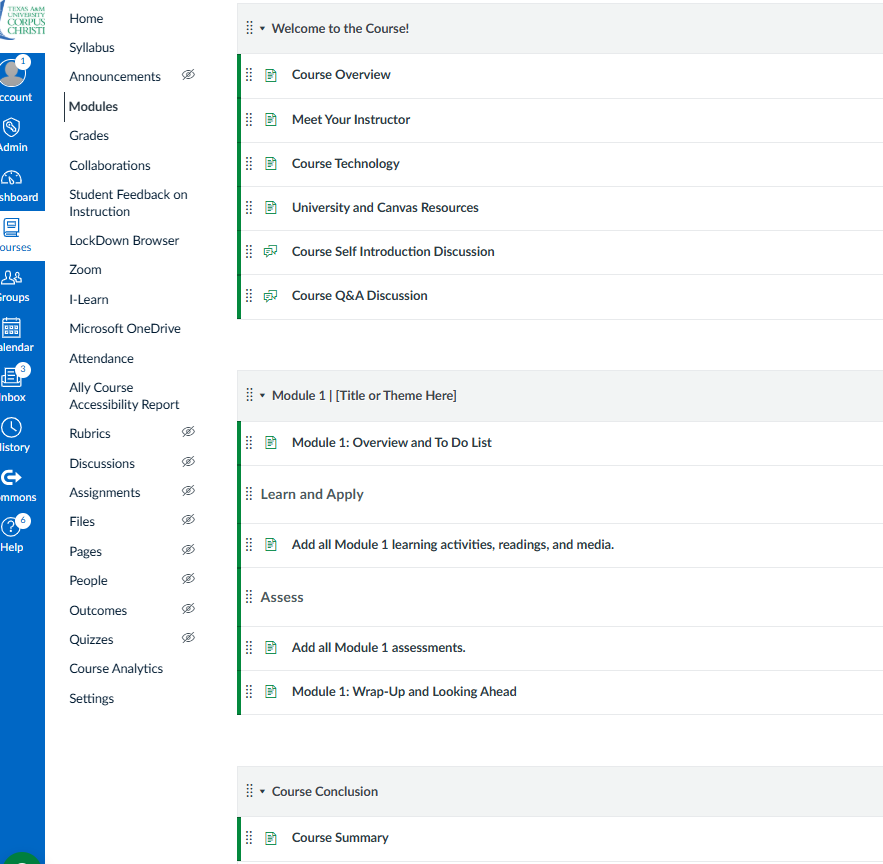 TEXAS A&M
UNIVERSITY
CORPUS
CHRISTI
1
ccount
Admin
shboard
ourses
Groups
alendar
3
nbox
History
mmons
6
Help
Home
Syllabus
Announcements
Modules
Grades
Collaborations
Student Feedback on
Instruction
LockDown Browser
Zoom
I-Learn
Microsoft OneDrive
Attendance
Ally Course
Accessibility Report
Rubrics
Discussions
Assignments
Files
Pages
People
Outcomes
Quizzes
Course Analytics
Settings
Welcome to the Course!
Course Overview
Meet Your Instructor
Course Technology
University and Canvas Resources
Course Self Introduction Discussion
Course Q&A Discussion
Module 1 | [Title or Theme Here]
Module 1: Overview and To Do List
Learn and Apply
Add all Module 1 learning activities, readings, and media.
Assess
Add all Module 1 assessments.
Module 1: Wrap-Up and Looking Ahead
Course Conclusion
Course Summary